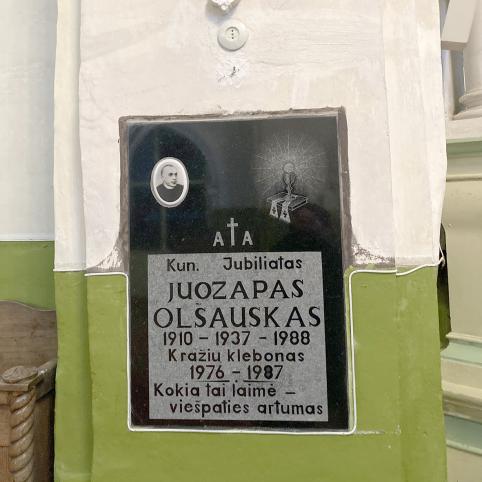 A†A
Kun. Jubiliatas
JUOZAPAS
OLŠAUSKAS
1910 – 1937 – 1988
Kražių klebonas
1976 – 1987
Kokia tai laimė –
viešpaties artumas